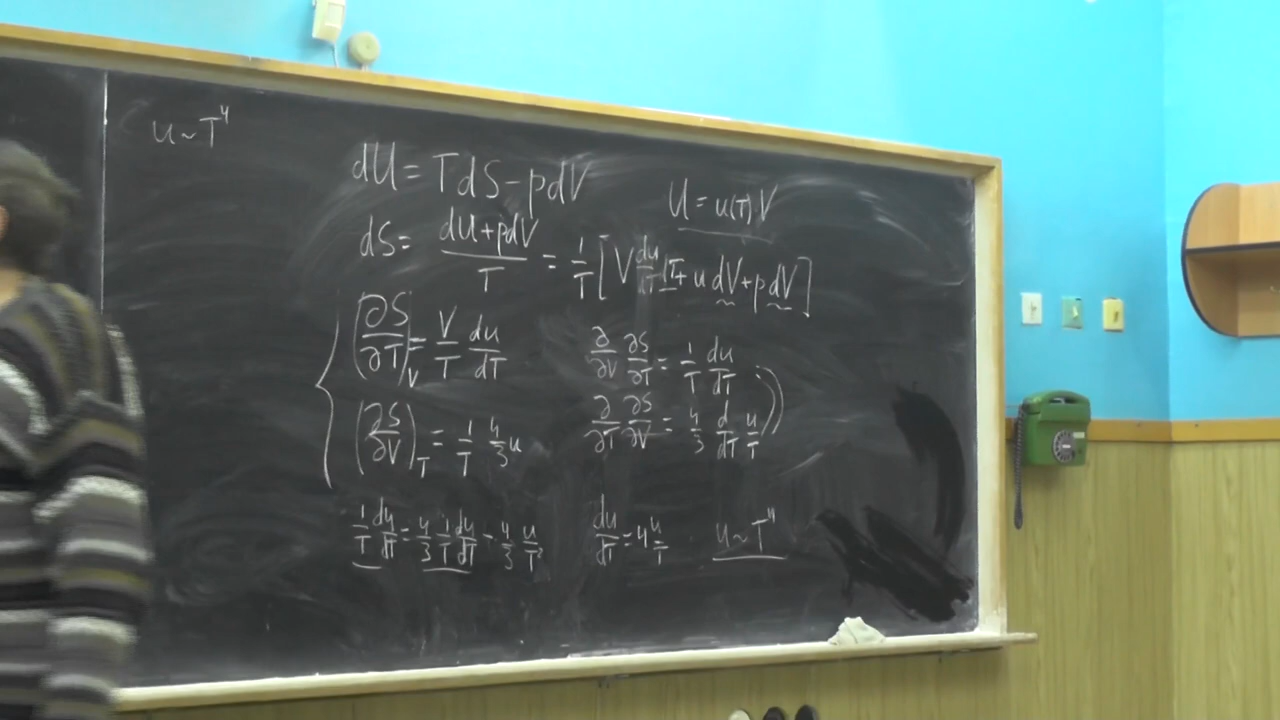 u ~ T⁴
dU = TdS - pdV
U = u(T) V
dS = (dU + pdV)/T = 1/T [V du/dT dT + u dV + p dV]
(∂S/∂T)_V = V/T du/dT
∂/∂V ∂S/∂T = 1/T du/dT
(∂S/∂V)_T = 1/T 4/3 u
∂/∂T ∂S/∂V = 4/3 d/dT u/T
1/T du/dT = 4/3 1/T du/dT - 4/3 u/T²
du/dT = 4 u/T
u ~ T⁴